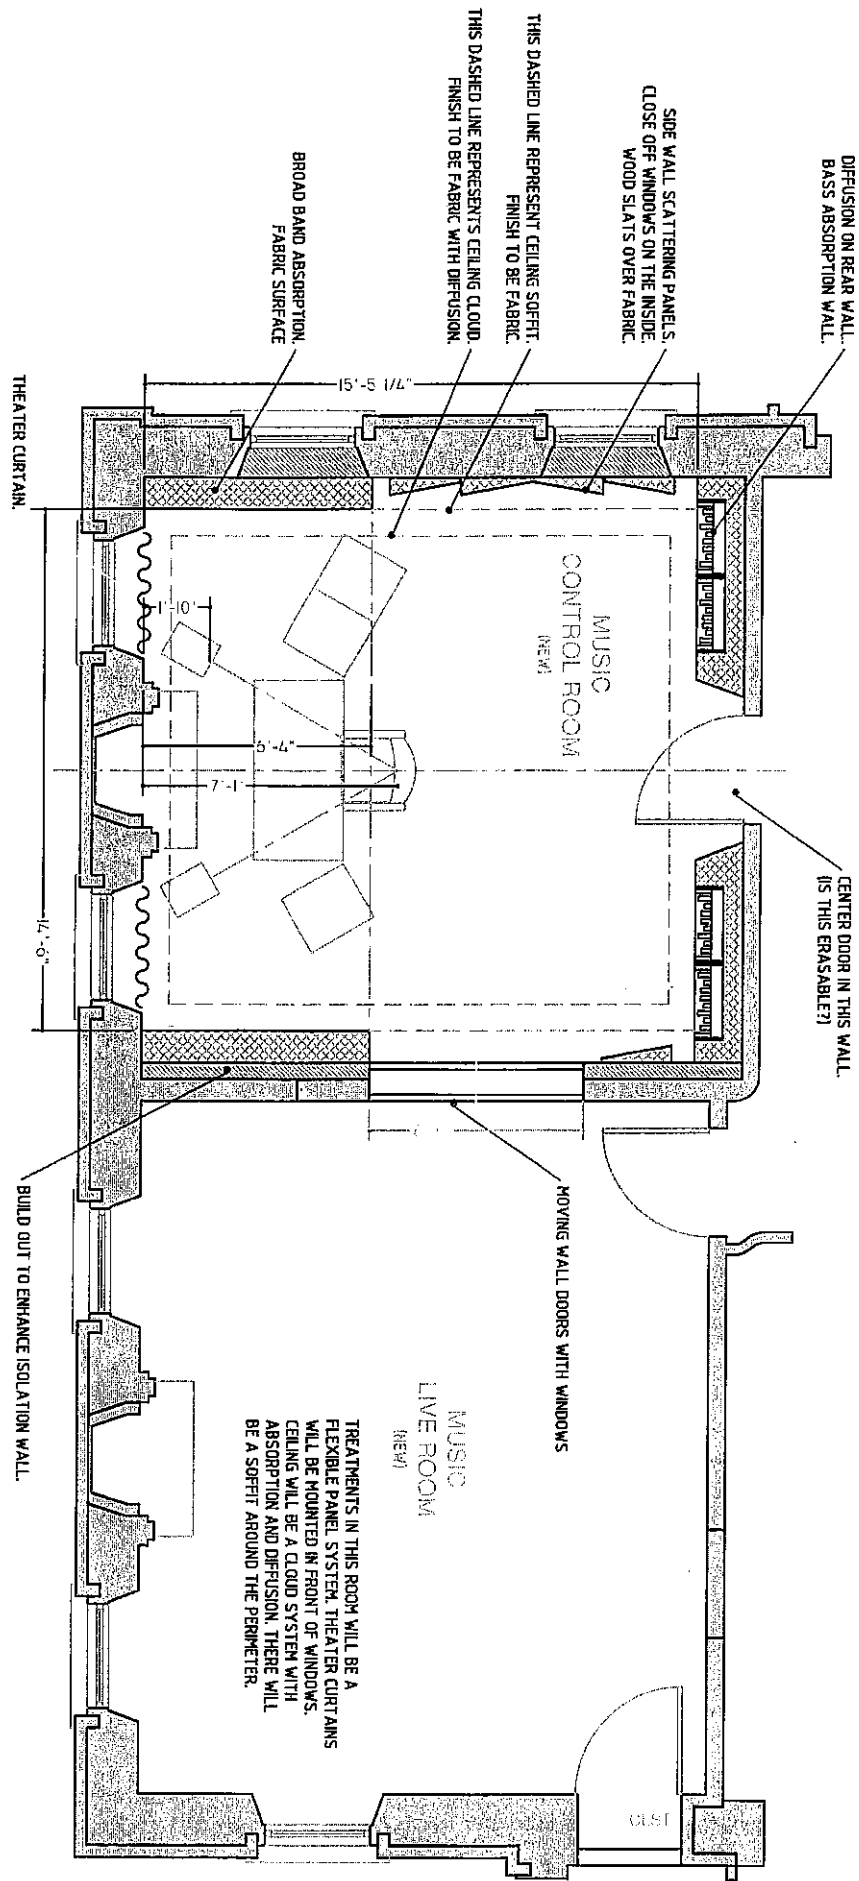 DIFFUSION ON REAR WALL.
BASS ABSORPTION WALL.
SIDE WALL SCATTERING PANELS.
CLOSE OFF WINDOWS ON THE INSIDE.
WOOD SLATS OVER FABRIC.
THIS DASHED LINE REPRESENT CEILING SOFFIT.
FINISH TO BE FABRIC.
THIS DASHED LINE REPRESENTS CEILING CLOUD.
FINISH TO BE FABRIC WITH DIFFUSION.
BROAD BAND ABSORPTION.
FABRIC SURFACE
THEATER CURTAIN.
15'-5 1/4"
MUSIC
CONTROL ROOM
(NEW)
1'-10"
6'-4"
7'-1"
14'-6"
CENTER DOOR IN THIS WALL.
(IS THIS ERASABLE?)
MOVING WALL DOORS WITH WINDOWS
BUILD OUT TO ENHANCE ISOLATION WALL.
MUSIC
LIVE ROOM
(NEW)
TREATMENTS IN THIS ROOM WILL BE A
FLEXIBLE PANEL SYSTEM. THEATER CURTAINS
WILL BE MOUNTED IN FRONT OF WINDOWS.
CEILING WILL BE A CLOUD SYSTEM WITH
ABSORPTION AND DIFFUSION. THERE WILL
BE A SOFFIT AROUND THE PERIMETER.
CLST